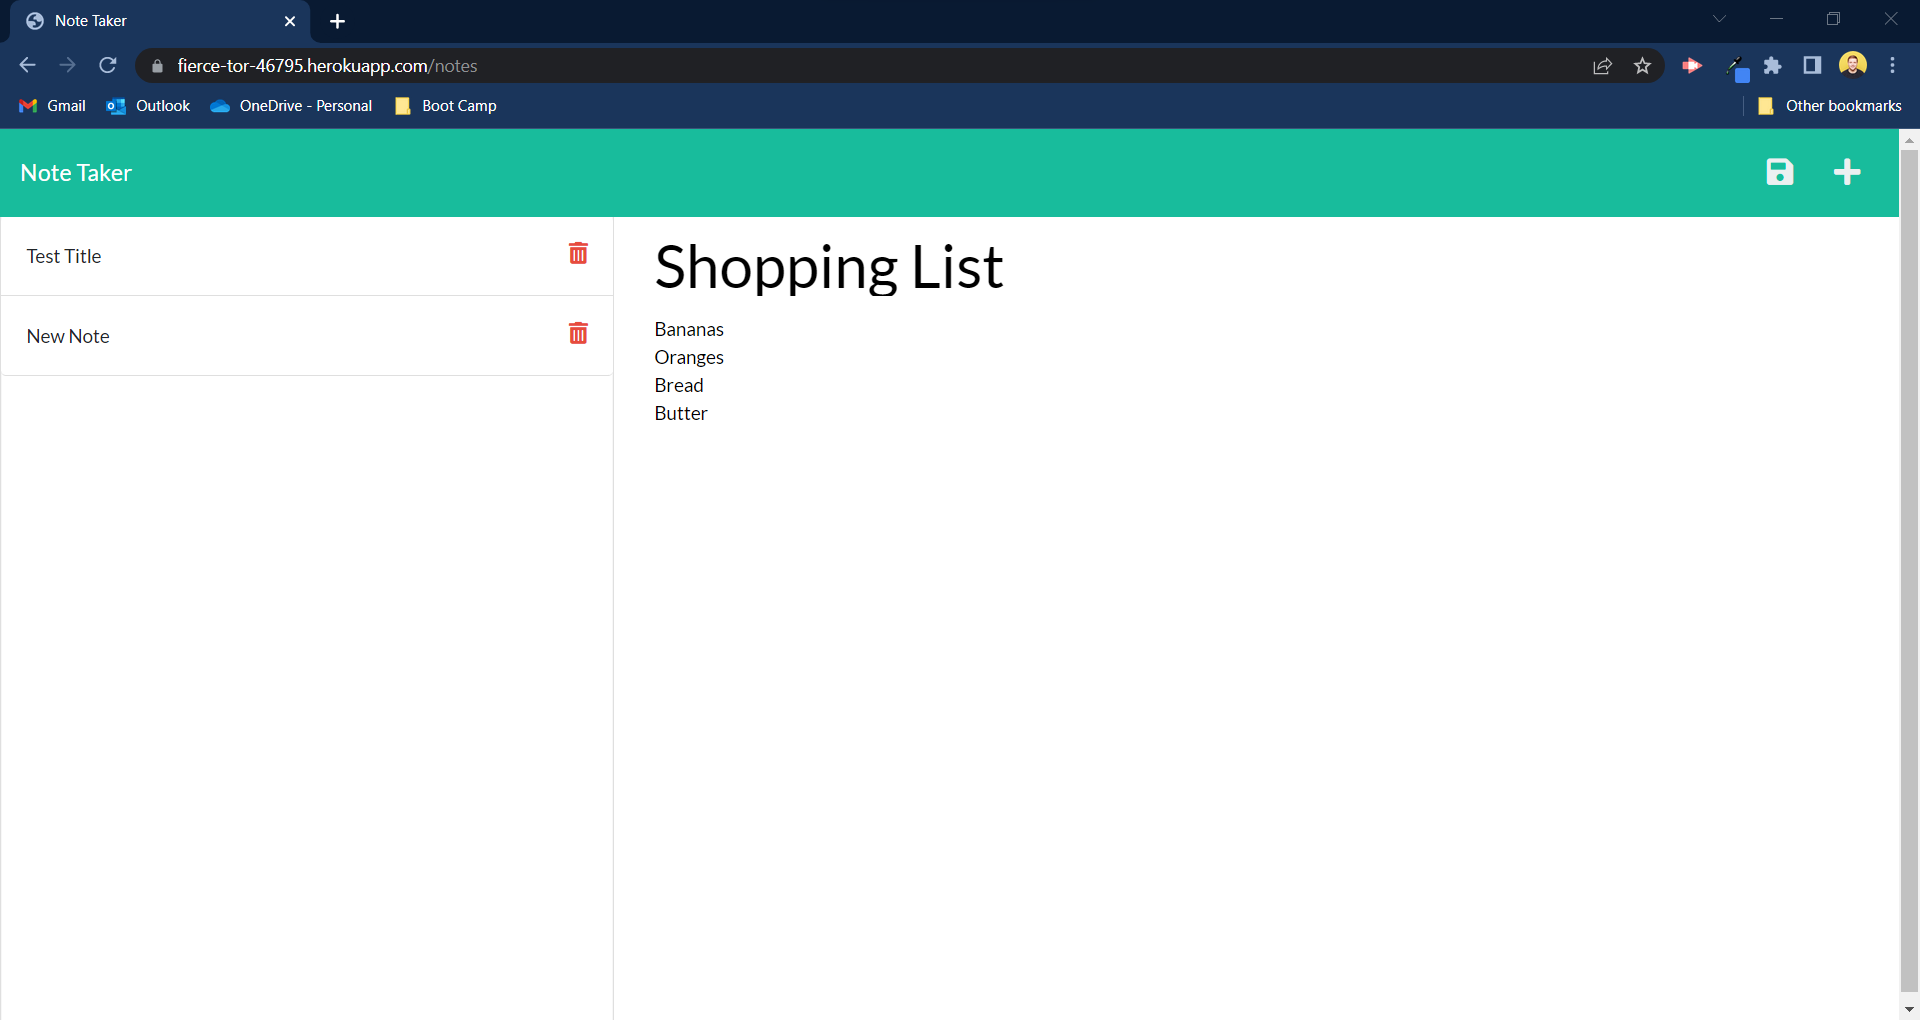 Note Taker
fierce-tor-46795.herokuapp.com/notes
Gmail Outlook OneDrive - Personal Boot Camp Other bookmarks
Note Taker
Test Title
New Note
Shopping List
Bananas
Oranges
Bread
Butter